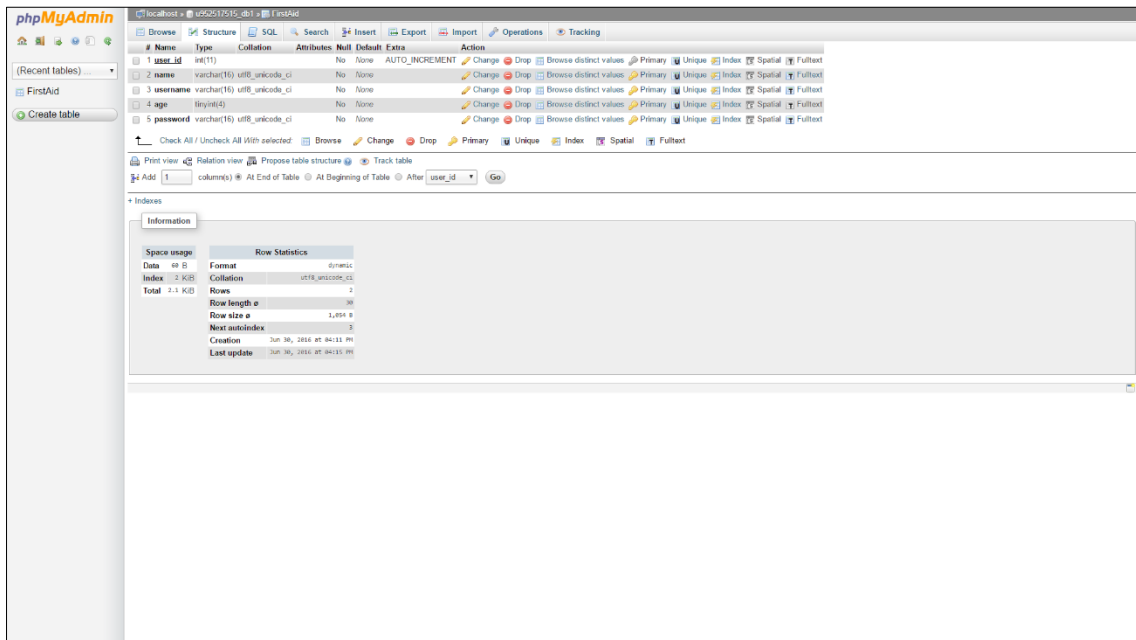 phpMyAdmin
(Recent tables) ...
FirstAid
Create table
localhost » u952517515_db1 » FirstAid
Browse Structure SQL Search Insert Export Import Operations Tracking
# Name Type Collation Attributes Null Default Extra Action
1 user_id int(11) No None AUTO_INCREMENT Change Drop Browse distinct values Primary Unique Index Spatial Fulltext
2 name varchar(16) utf8_unicode_ci No None Change Drop Browse distinct values Primary Unique Index Spatial Fulltext
3 username varchar(16) utf8_unicode_ci No None Change Drop Browse distinct values Primary Unique Index Spatial Fulltext
4 age tinyint(4) No None Change Drop Browse distinct values Primary Unique Index Spatial Fulltext
5 password varchar(16) utf8_unicode_ci No None Change Drop Browse distinct values Primary Unique Index Spatial Fulltext
Check All / Uncheck All With selected: Browse Change Drop Primary Unique Index Spatial Fulltext
Print view Relation view Propose table structure Track table
Add 1 column(s) At End of Table At Beginning of Table After user_id Go
+ Indexes
Information
Space usage
Data 60 B
Index 2 KiB
Total 2.1 KiB
Row Statistics
Format dynamic
Collation utf8_unicode_ci
Rows 2
Row length ø 30
Row size ø 1,054 B
Next autoindex
Creation Jun 30, 2016 at 04:11 PM
Last update Jun 30, 2016 at 04:15 PM